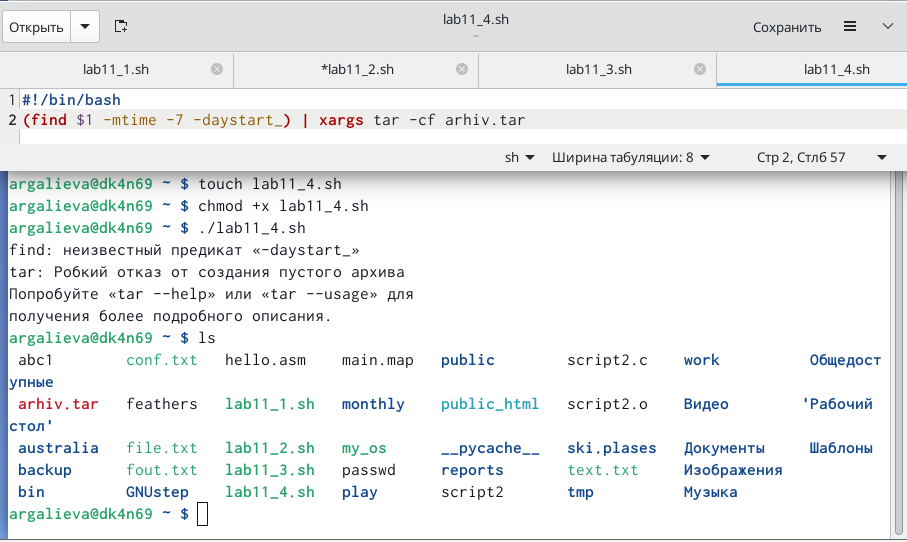 Открыть
lab11_4.sh
~
Сохранить
lab11_1.sh
*lab11_2.sh
lab11_3.sh
lab11_4.sh
1 #!/bin/bash
2 (find $1 -mtime -7 -daystart_) | xargs tar -cf arhiv.tar
sh Ширина табуляции: 8 Стр 2, Стлб 57
argalieva@dk4n69 ~ $ touch lab11_4.sh
argalieva@dk4n69 ~ $ chmod +x lab11_4.sh
argalieva@dk4n69 ~ $ ./lab11_4.sh
find: неизвестный предикат «-daystart_»
tar: Робкий отказ от создания пустого архива
Попробуйте «tar --help» или «tar --usage» для
получения более подробного описания.
argalieva@dk4n69 ~ $ ls
abc1 conf.txt hello.asm main.map public script2.c work Общедост
упные
arhiv.tar feathers lab11_1.sh monthly public_html script2.o Видео 'Рабочий
стол'
australia file.txt lab11_2.sh my_os __pycache__ ski.plases Документы Шаблоны
backup fout.txt lab11_3.sh passwd reports text.txt Изображения
bin GNUstep lab11_4.sh play script2 tmp Музыка
argalieva@dk4n69 ~ $